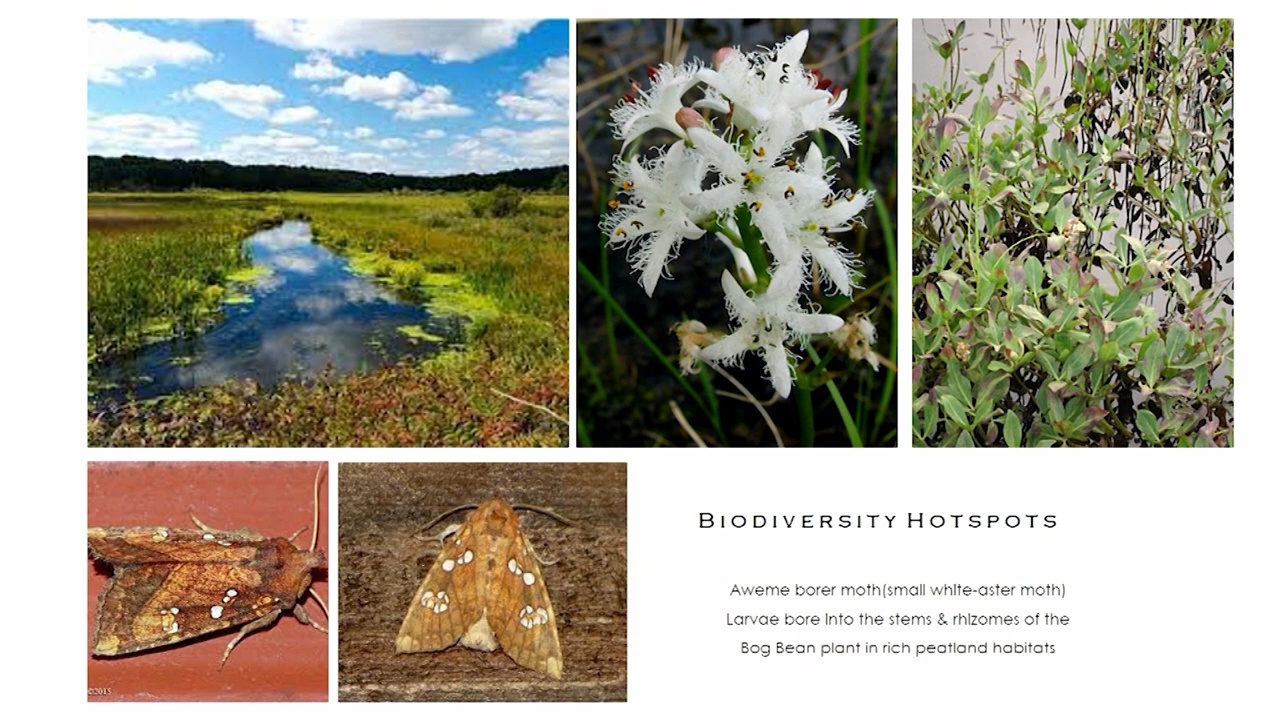 BIODIVERSITY HOTSPOTS
Aweme borer moth(small white-aster moth)
Larvae bore into the stems & rhizomes of the
Bog Bean plant in rich peatland habitats
©2015